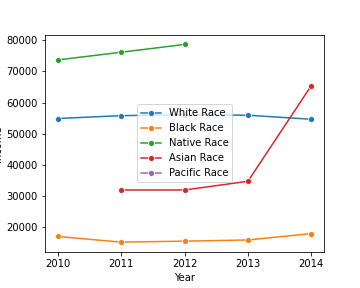 80000
70000
60000
50000
40000
30000
20000
White Race
Black Race
Native Race
Asian Race
Pacific Race
2010 2011 2012 2013 2014
Year